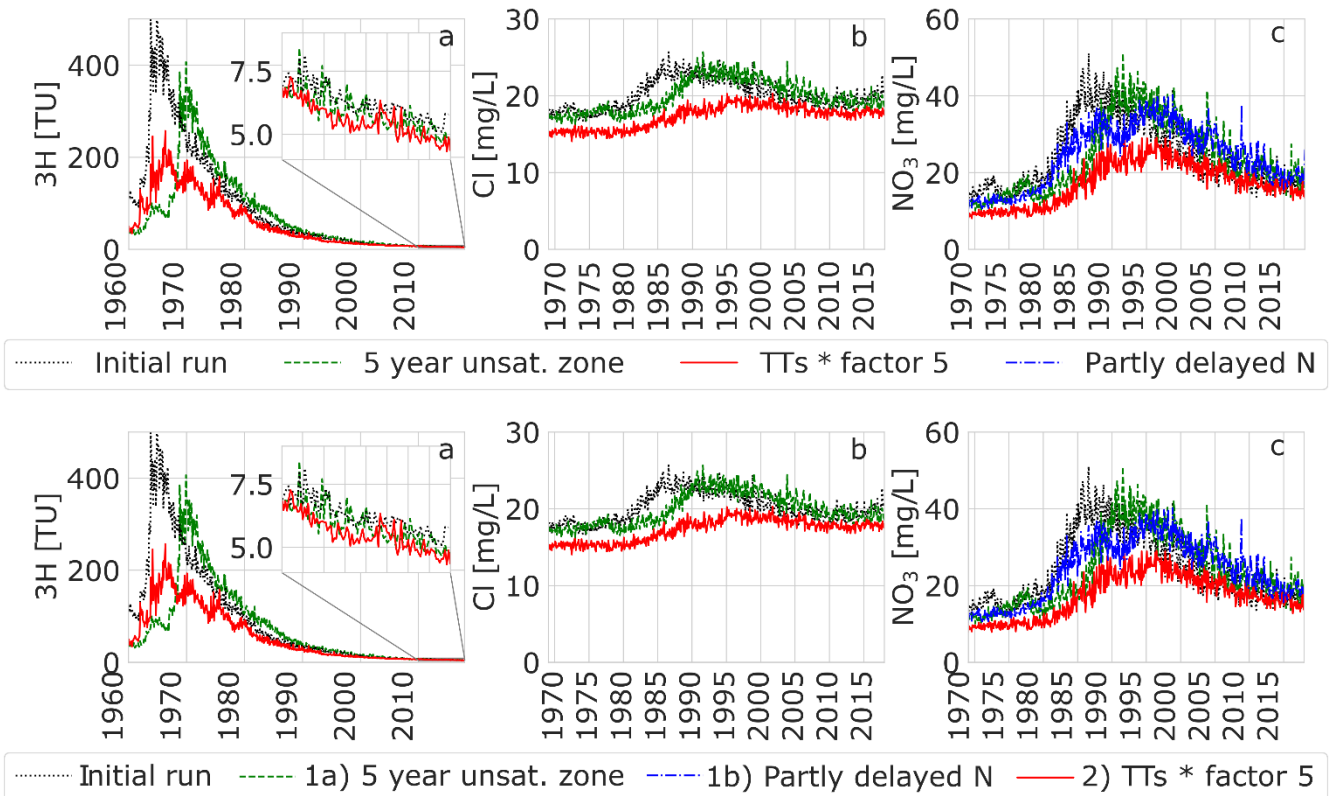 a
b
c
3H [TU]
400
200
0
7.5
5.0
Cl [mg/L]
30
20
10
0
NO₃ [mg/L]
60
40
20
0
1960 1970 1980 1990 2000 2010
1970 1975 1980 1985 1990 1995 2000 2005 2010 2015
1970 1975 1980 1985 1990 1995 2000 2005 2010 2015
Initial run 5 year unsat. zone TTs * factor 5 Partly delayed N
a
b
c
3H [TU]
400
200
0
7.5
5.0
Cl [mg/L]
30
20
10
0
NO₃ [mg/L]
60
40
20
0
1960 1970 1980 1990 2000 2010
1970 1975 1980 1985 1990 1995 2000 2005 2010 2015
1970 1975 1980 1985 1990 1995 2000 2005 2010 2015
Initial run 1a) 5 year unsat. zone 1b) Partly delayed N 2) TTs * factor 5